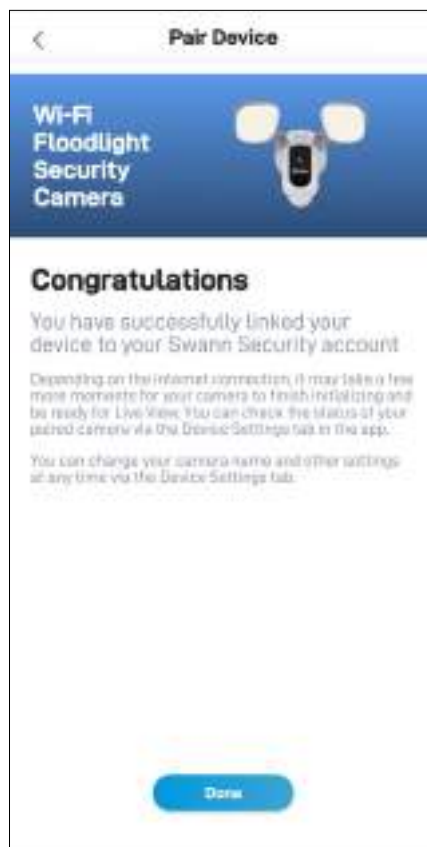 Pair Device
Wi-Fi
Floodlight
Security
Camera
Congratulations
You have successfully linked your
device to your Swann Security account
Depending on the internet connection, it may take a few
more moments for your camera to finish initializing and
be ready for Live View. You can check the status of your
paired camera via the Device Settings tab in the app.
You can change your camera name and other settings
at any time via the Device Settings tab.
Done